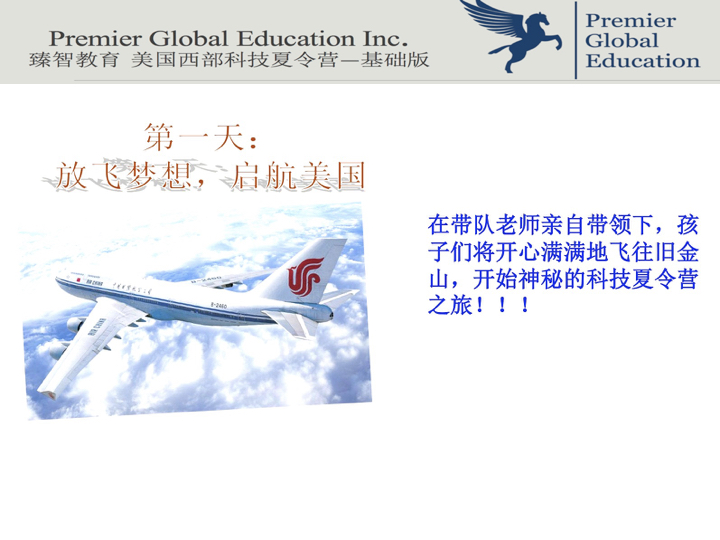 Premier Global Education Inc.
臻智教育 美国西部科技夏令营—基础版
Premier
Global
Education
第一天：
放飞梦想，启航美国
AIR CHINA
B-2460
在带队老师亲自带领下，孩
子们将开心满满地飞往旧金
山，开始神秘的科技夏令营
之旅！！！